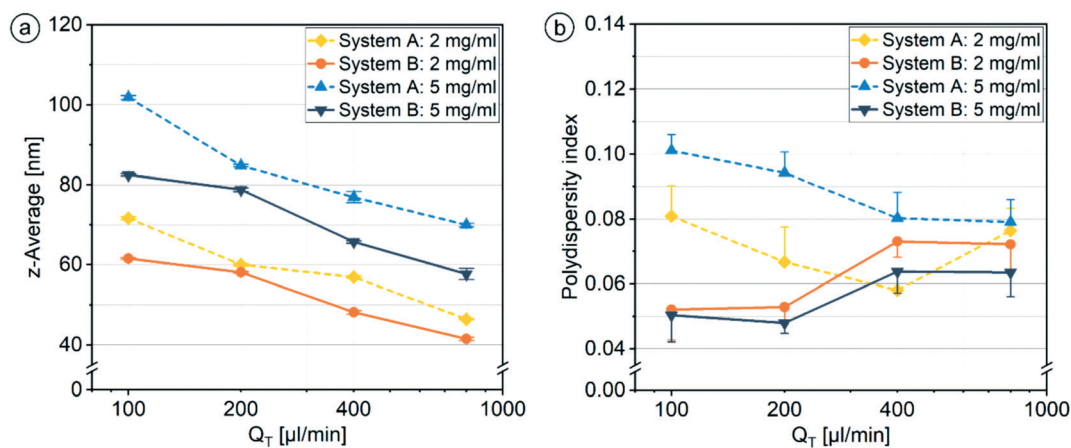 a
120
100
80
60
40
0
z-Average [nm]
System A: 2 mg/ml
System B: 2 mg/ml
System A: 5 mg/ml
System B: 5 mg/ml
100
200
400
1000
Q_T [µl/min]
b
0.14
0.12
0.10
0.08
0.06
0.04
0.00
Polydispersity index
System A: 2 mg/ml
System B: 2 mg/ml
System A: 5 mg/ml
System B: 5 mg/ml
100
200
400
1000
Q_T [µl/min]